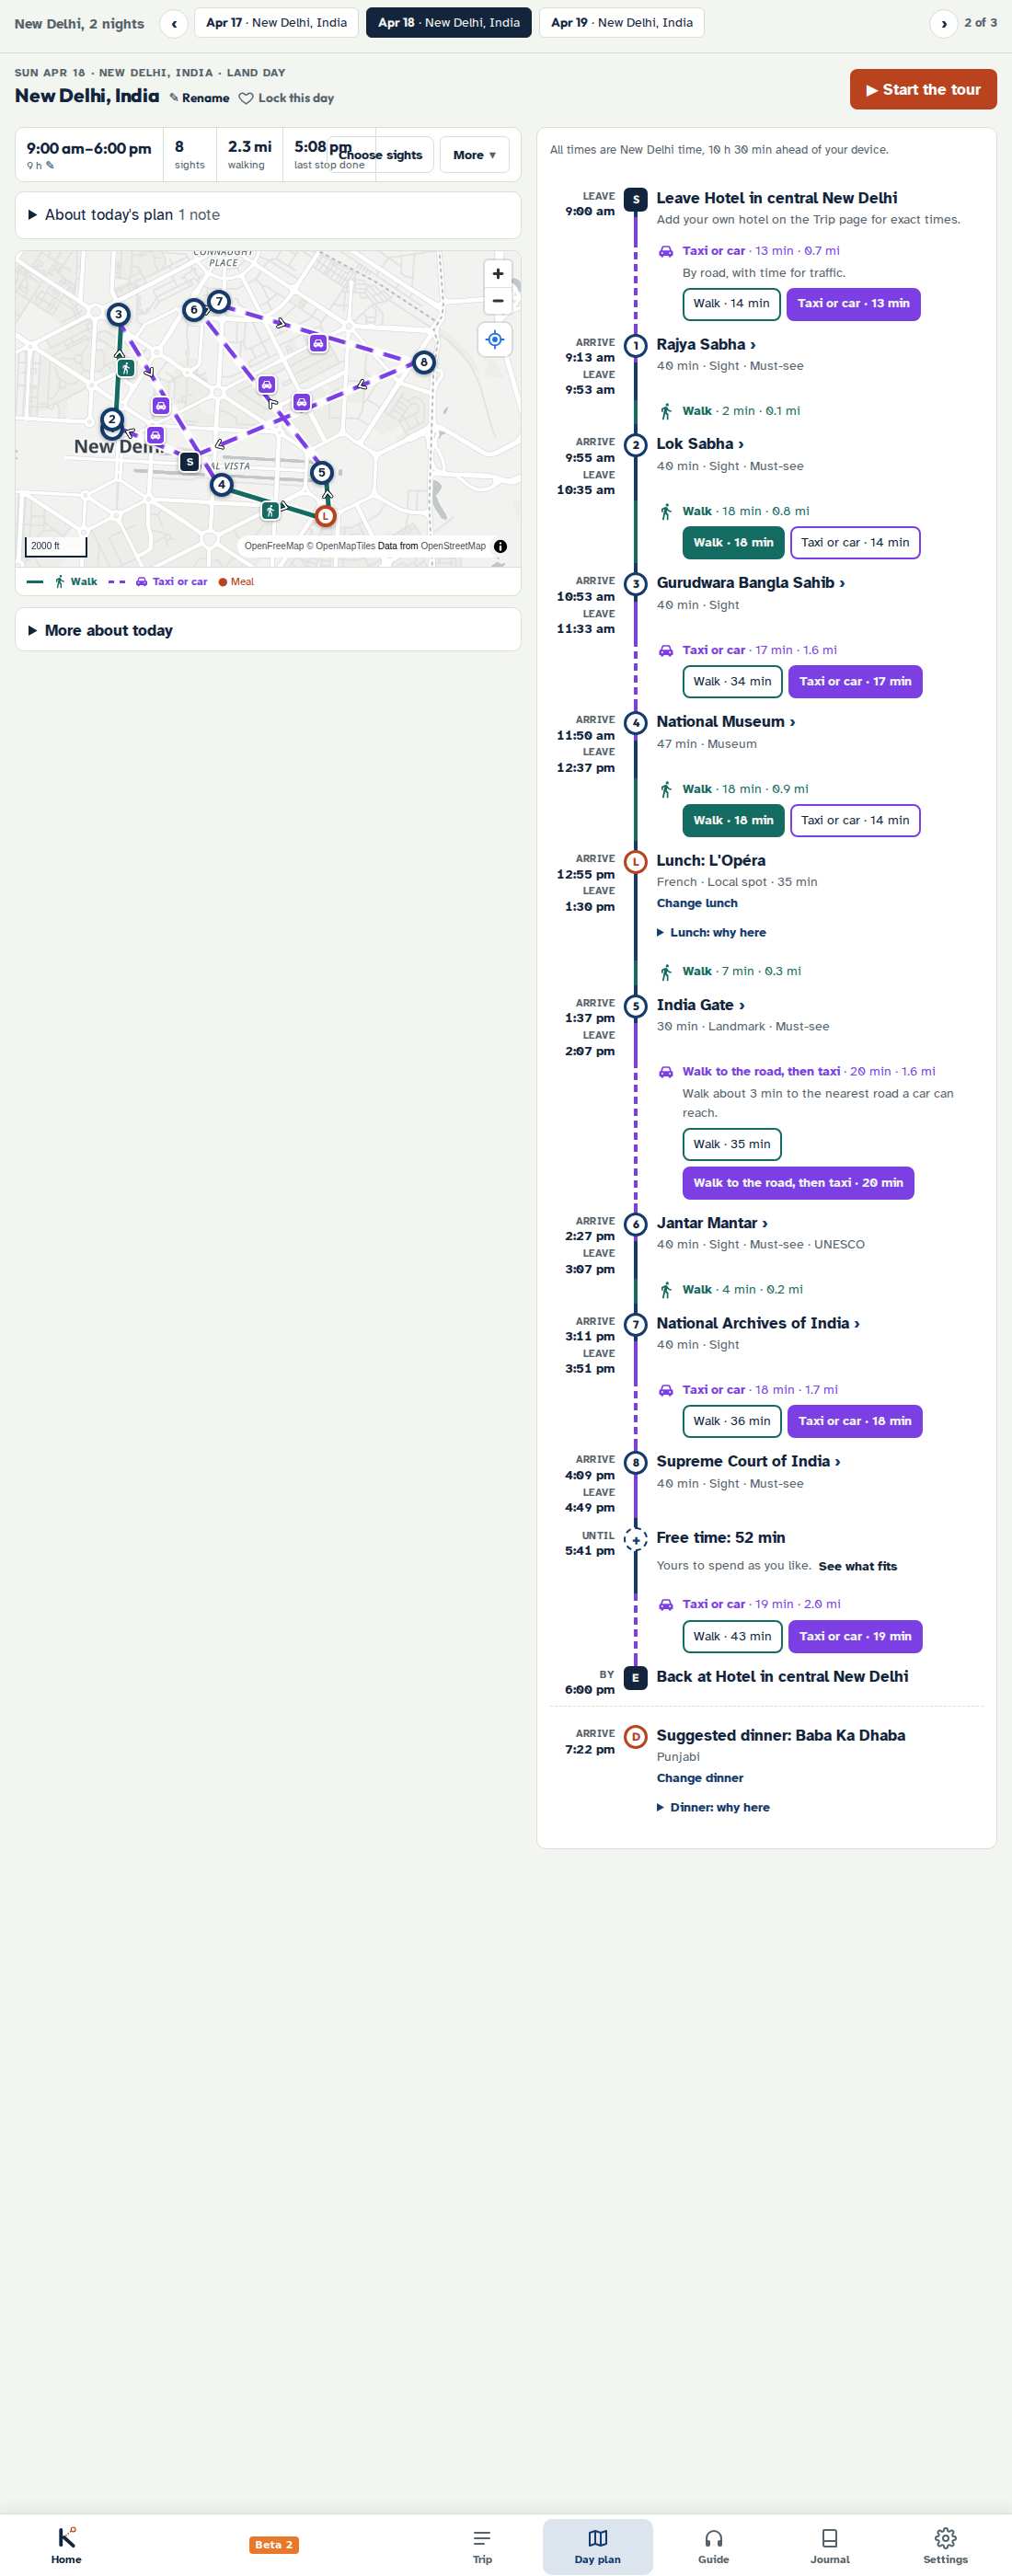 New Delhi, 2 nights
‹
Apr 17 · New Delhi, India
Apr 18 · New Delhi, India
Apr 19 · New Delhi, India
›
2 of 3
SUN APR 18 · NEW DELHI, INDIA · LAND DAY
New Delhi, India
✎ Rename
Lock this day
▶ Start the tour
9:00 am–6:00 pm
9 h ✎
8
sights
2.3 mi
walking
5:08 pm
last stop done
Choose sights
More ▼
▶ About today's plan 1 note
CONNAUGHT
PLACE
3
6
7
8
2
New Delhi
S
AL VISTA
4
5
L
+
−
2000 ft
OpenFreeMap © OpenMapTiles Data from OpenStreetMap
Walk
Taxi or car
Meal
▶ More about today
All times are New Delhi time, 10 h 30 min ahead of your device.
LEAVE
9:00 am
S
Leave Hotel in central New Delhi
Add your own hotel on the Trip page for exact times.
Taxi or car · 13 min · 0.7 mi
By road, with time for traffic.
Walk · 14 min
Taxi or car · 13 min
ARRIVE
9:13 am
LEAVE
9:53 am
1
Rajya Sabha ›
40 min · Sight · Must-see
Walk · 2 min · 0.1 mi
ARRIVE
9:55 am
LEAVE
10:35 am
2
Lok Sabha ›
40 min · Sight · Must-see
Walk · 18 min · 0.8 mi
Walk · 18 min
Taxi or car · 14 min
ARRIVE
10:53 am
LEAVE
11:33 am
3
Gurudwara Bangla Sahib ›
40 min · Sight
Taxi or car · 17 min · 1.6 mi
Walk · 34 min
Taxi or car · 17 min
ARRIVE
11:50 am
LEAVE
12:37 pm
4
National Museum ›
47 min · Museum
Walk · 18 min · 0.9 mi
Walk · 18 min
Taxi or car · 14 min
ARRIVE
12:55 pm
LEAVE
1:30 pm
L
Lunch: L'Opéra
French · Local spot · 35 min
Change lunch
▶ Lunch: why here
Walk · 7 min · 0.3 mi
ARRIVE
1:37 pm
LEAVE
2:07 pm
5
India Gate ›
30 min · Landmark · Must-see
Walk to the road, then taxi · 20 min · 1.6 mi
Walk about 3 min to the nearest road a car can
reach.
Walk · 35 min
Walk to the road, then taxi · 20 min
ARRIVE
2:27 pm
LEAVE
3:07 pm
6
Jantar Mantar ›
40 min · Sight · Must-see · UNESCO
Walk · 4 min · 0.2 mi
ARRIVE
3:11 pm
LEAVE
3:51 pm
7
National Archives of India ›
40 min · Sight
Taxi or car · 18 min · 1.7 mi
Walk · 36 min
Taxi or car · 18 min
ARRIVE
4:09 pm
LEAVE
4:49 pm
8
Supreme Court of India ›
40 min · Sight · Must-see
UNTIL
5:41 pm
+
Free time: 52 min
Yours to spend as you like. See what fits
Taxi or car · 19 min · 2.0 mi
Walk · 43 min
Taxi or car · 19 min
BY
6:00 pm
E
Back at Hotel in central New Delhi
ARRIVE
7:22 pm
D
Suggested dinner: Baba Ka Dhaba
Punjabi
Change dinner
▶ Dinner: why here
Home
Beta 2
Trip
Day plan
Guide
Journal
Settings